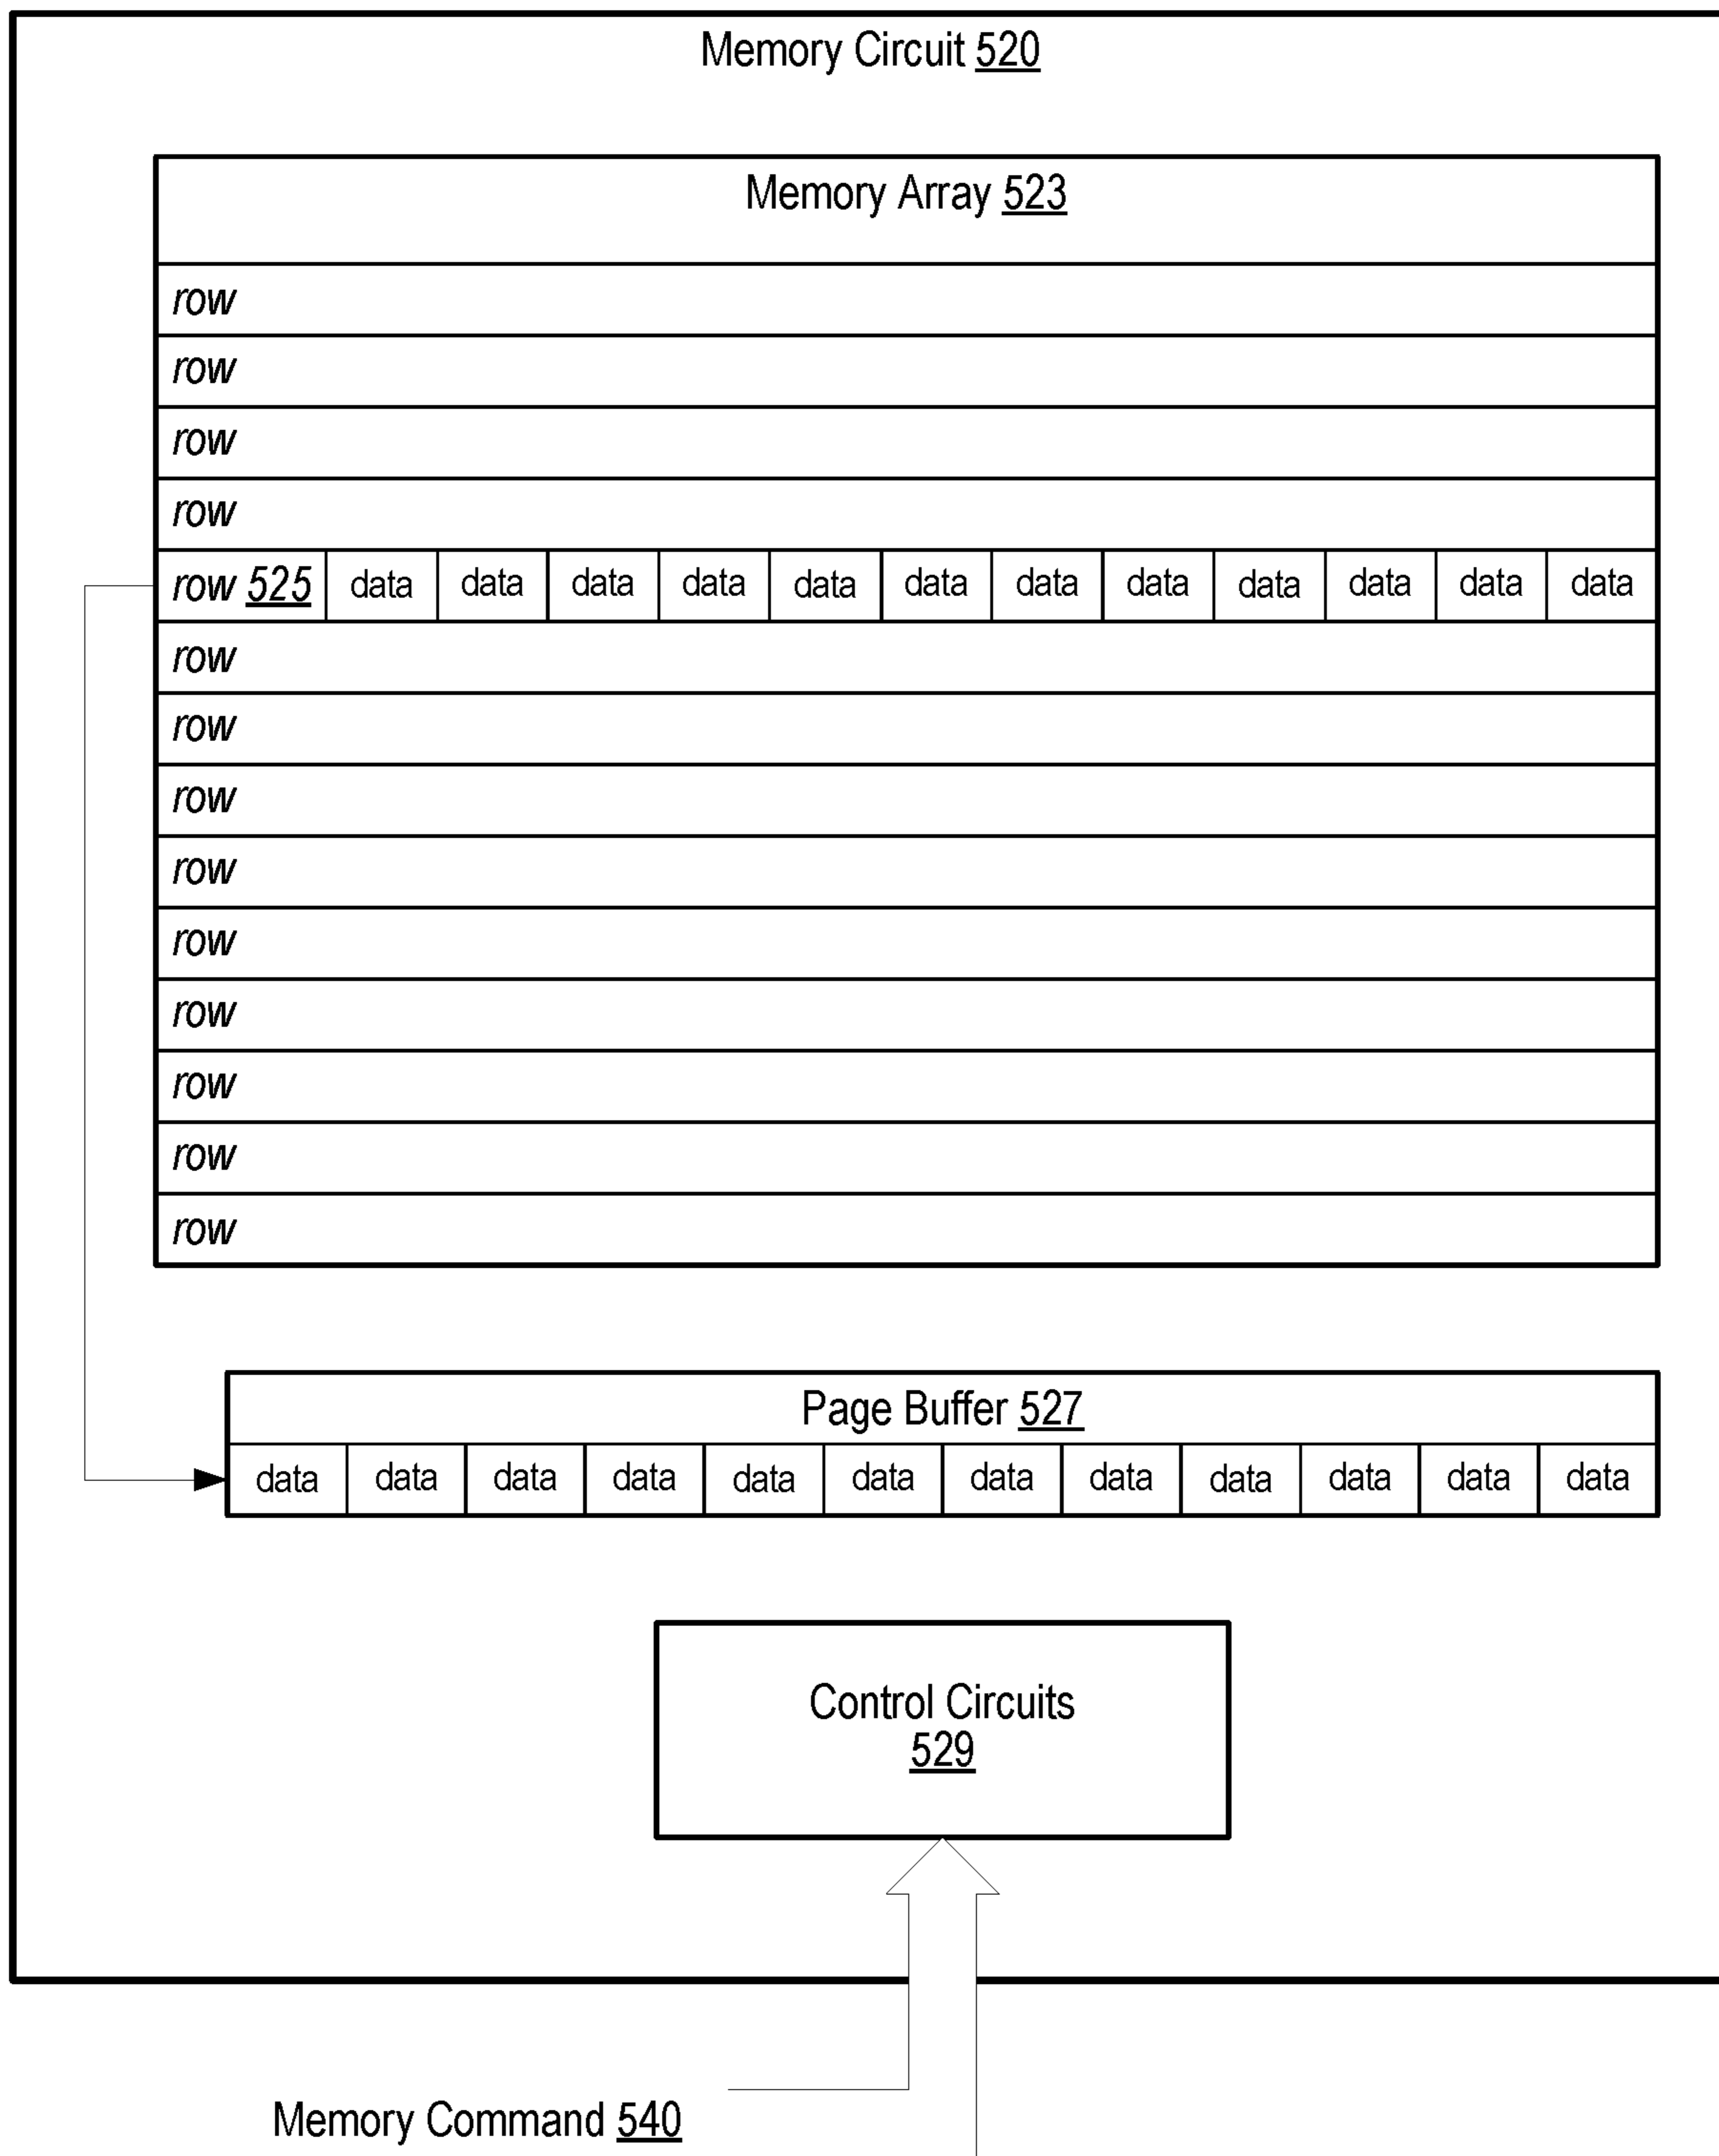 Memory Circuit 520
Memory Array 523
row
row
row
row
row 525 data data data data data data data data data data data data
row
row
row
row
row
row
row
row
row
Page Buffer 527
data data data data data data data data data data data data
Control Circuits
529
Memory Command 540